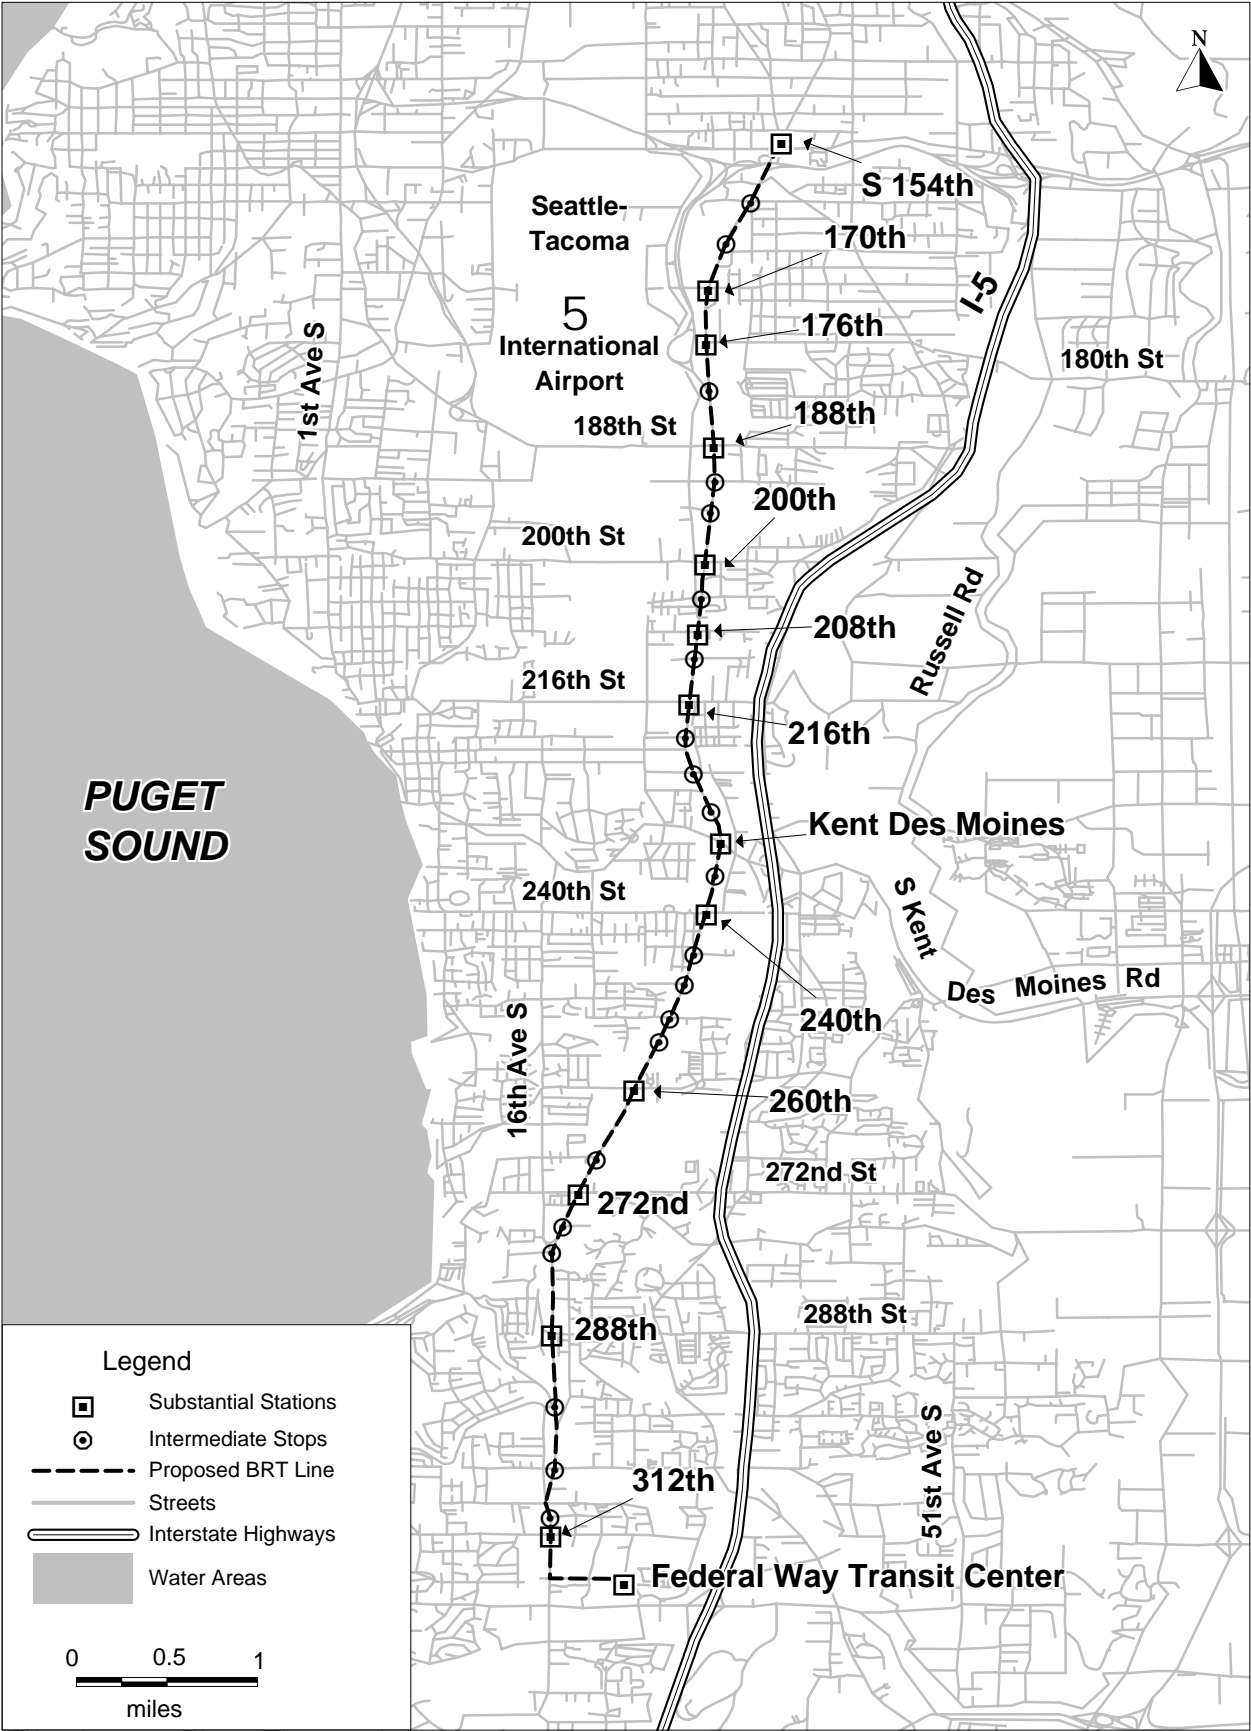 N
S 154th
Seattle-
Tacoma
170th
I-5
5
176th
International
Airport
1st Ave S
180th St
188th
188th St
200th
200th St
Russell Rd
208th
216th St
216th
PUGET
SOUND
Kent Des Moines
240th St
S Kent
Des Moines Rd
240th
16th Ave S
260th
272nd St
272nd
288th St
288th
51st Ave S
312th
Federal Way Transit Center
Legend
Substantial Stations
Intermediate Stops
Proposed BRT Line
Streets
Interstate Highways
Water Areas
0 0.5 1
miles